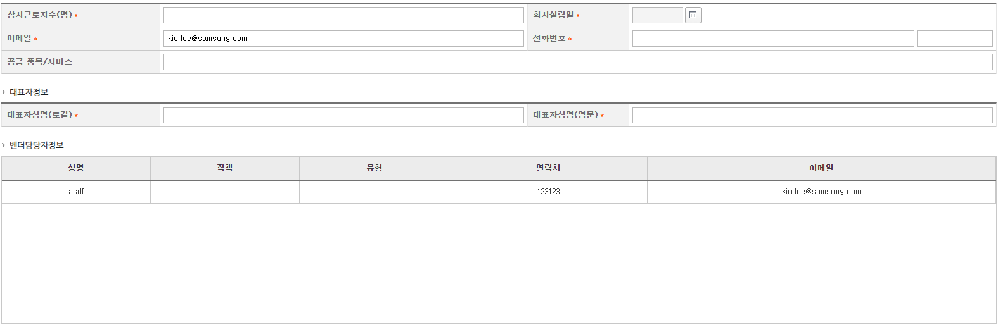 상시근로자수(명) * 회사설립일 *
이메일 * kju.lee@samsung.com 전화번호 *
공급 품목/서비스
> 대표자정보
대표자성명(로컬) * 대표자성명(영문) *
> 벤더담당자정보
성명 직책 유형 연락처 이메일
asdf 123123 kju.lee@samsung.com